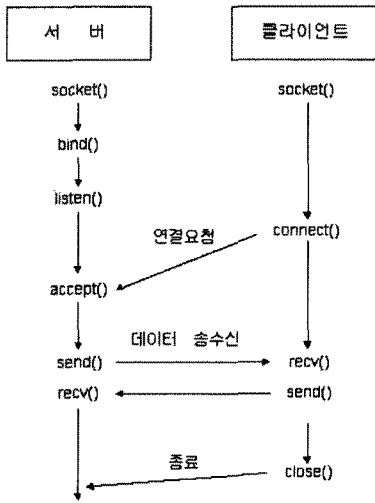 서 버 클라이언트
socket() socket()
bind()
listen()
연결요청 connect()
accept()
데이터 송수신
send() recv()
recv() send()
종료
close()